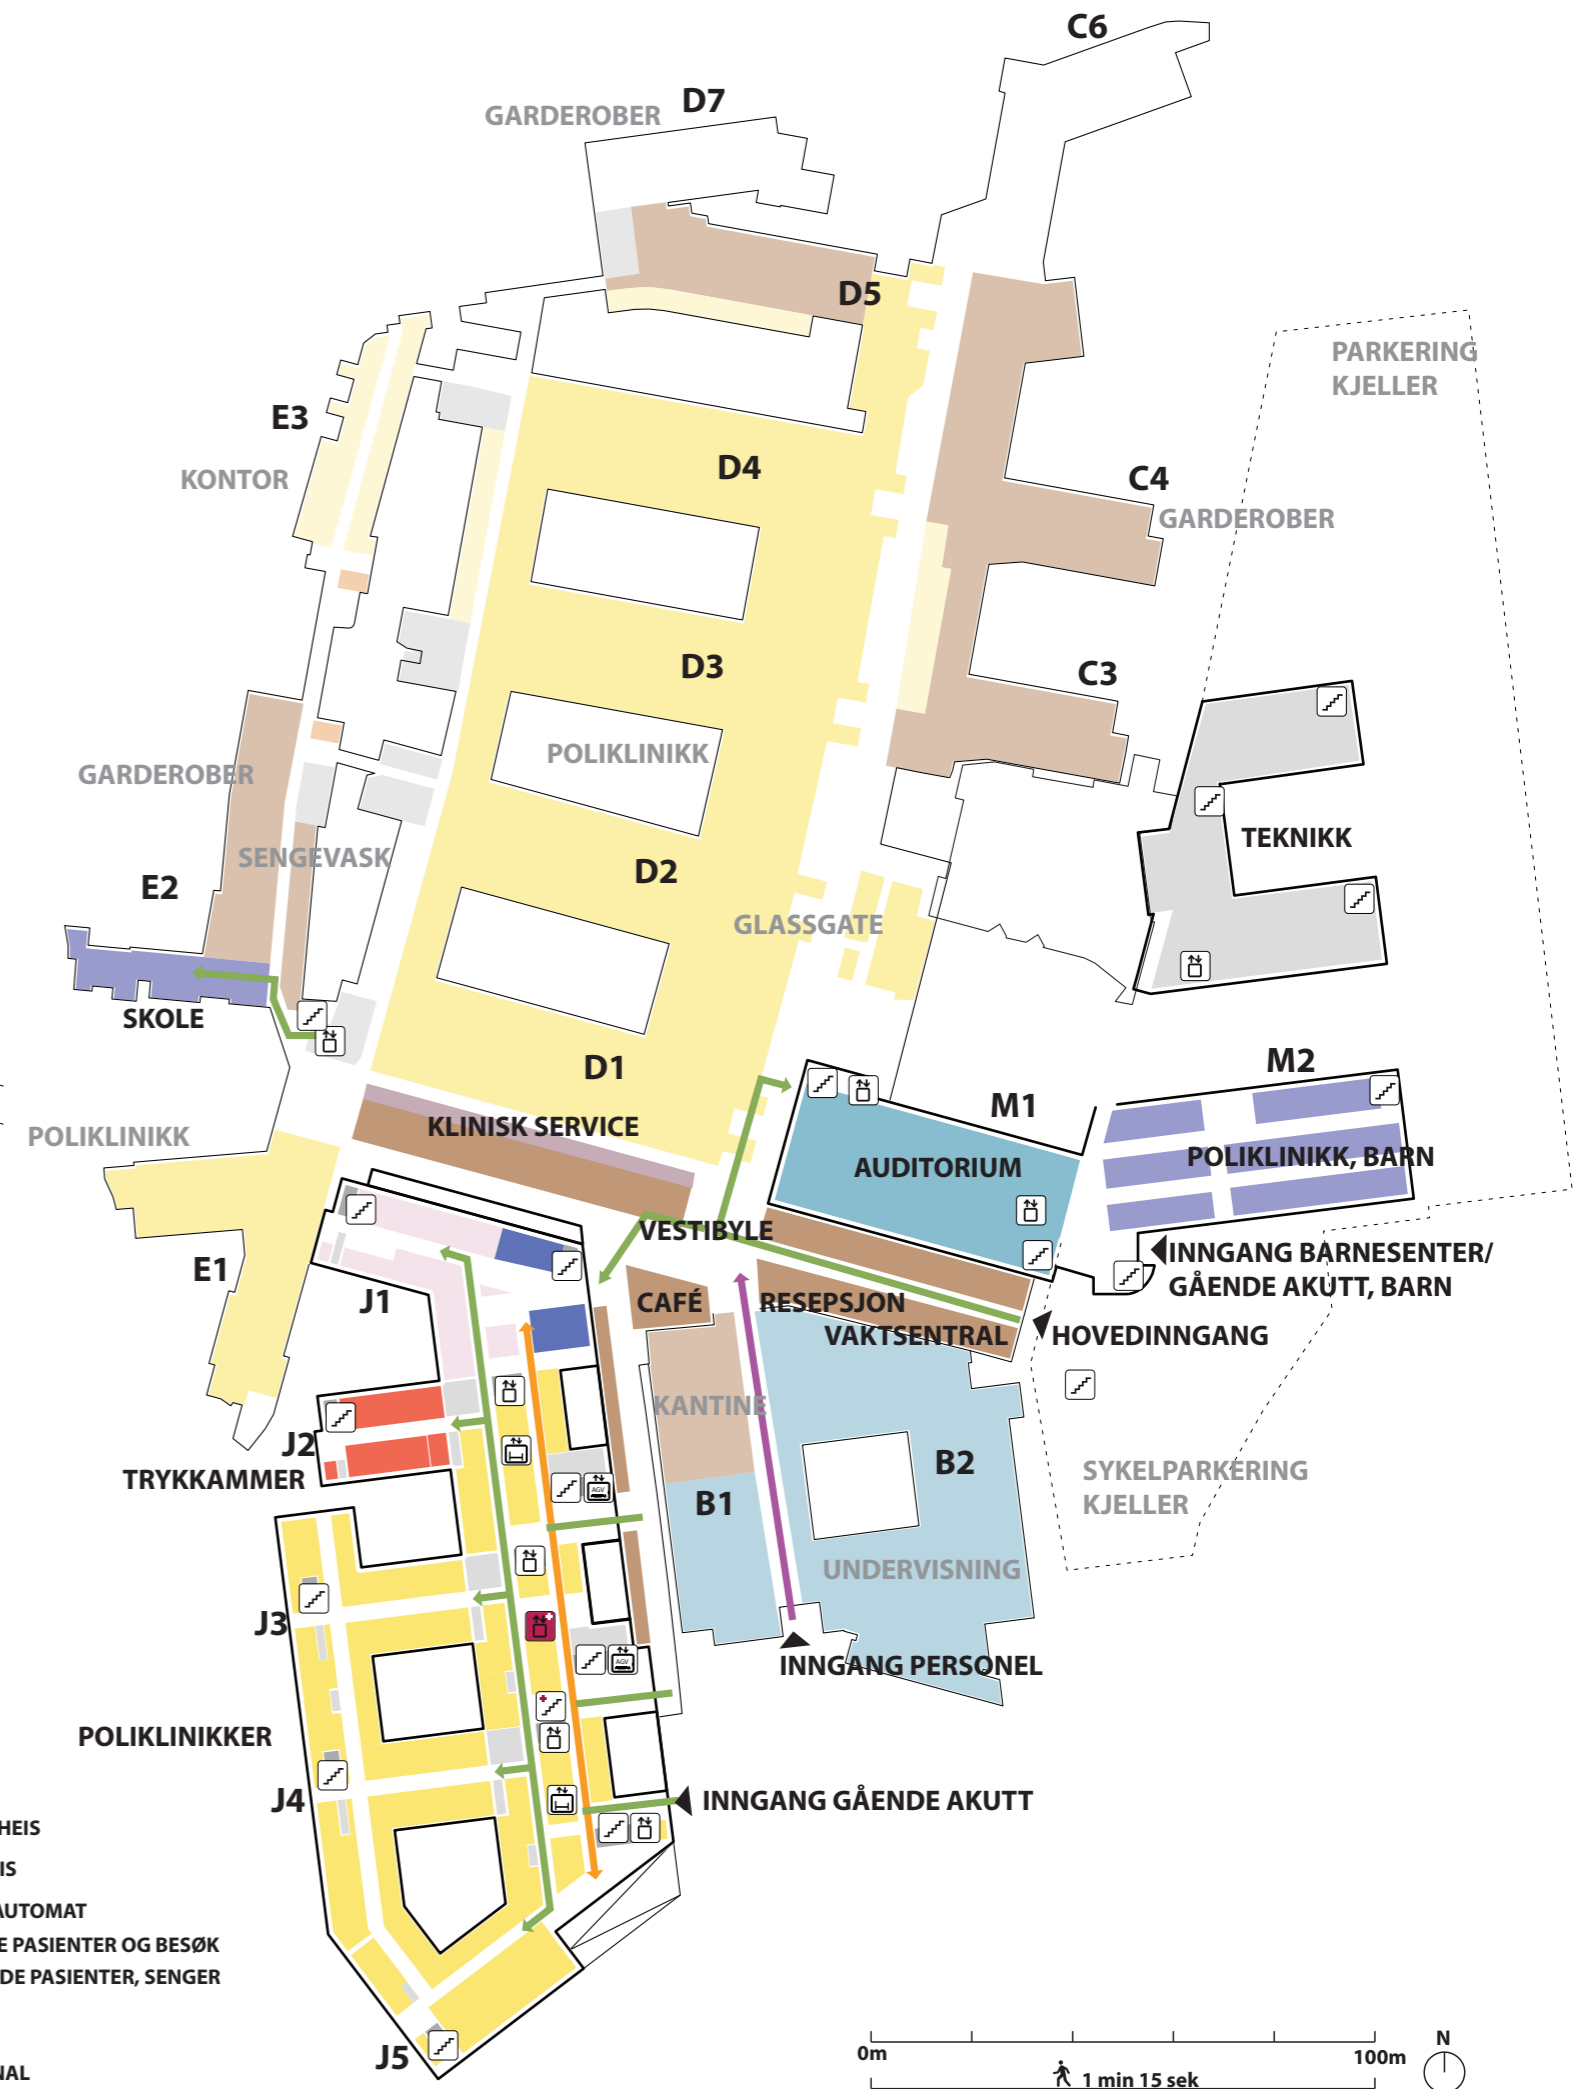 C6
D7
GARDEROBER
D5
PARKERING
KJELLER
E3
D4
KONTOR
C4
GARDEROBER
D3
C3
POLIKLINIKK
GARDEROBER
TEKNIKK
SENGEVASK
D2
E2
GLASSGATE
SKOLE
D1
M2
M1
KLINISK SERVICE
POLIKLINIKK
POLIKLINIKK, BARN
AUDITORIUM
VESTIBYLE
INNGANG BARNESENTER/
GÅENDE AKUTT, BARN
E1
J1
CAFÉ
RESEPSJON
VAKTSENTRAL
HOVEDINNGANG
KANTINE
J2
TRYKKAMMER
B2
SYKELPARKERING
KJELLER
AGV
B1
UNDERVISNING
J3
AGV
INNGANG PERSONEL
POLIKLINIKKER
J4
INNGANG GÅENDE AKUTT
HEIS
IS
AUTOMAT
E PASIENTER OG BESØK
DE PASIENTER, SENGER
J5
NAL
0m
100m
N
1 min 15 sek